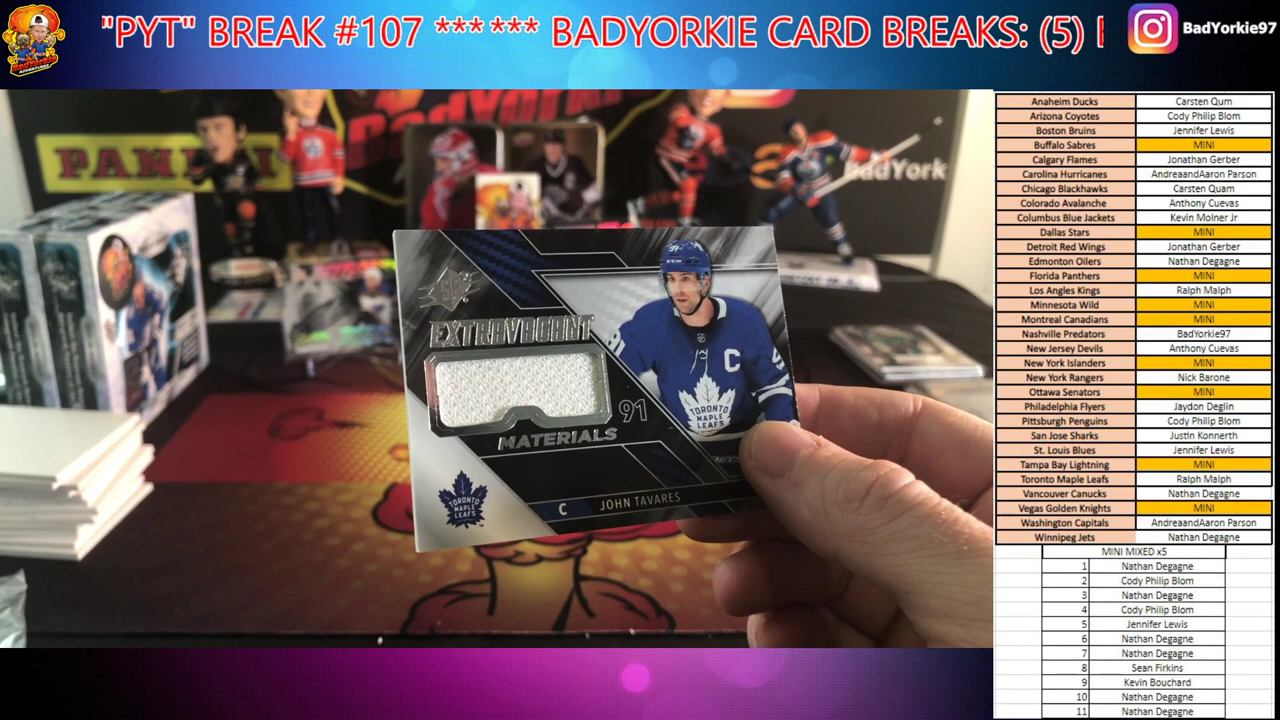 "PYT" BREAK #107 ****** BADYORKIE CARD BREAKS: (5)
BadYorkie97
BadYorkie
ADVENTURES
PANINI
BadYork
SPX
EXTRAVAGANT
MATERIALS
91
C
91
TORONTO
MAPLE
LEAFS
TORONTO
MAPLE
LEAFS
C JOHN TAVARES
Anaheim Ducks Carsten Qum
Arizona Coyotes Cody Philip Blom
Boston Bruins Jennifer Lewis
Buffalo Sabres MINI
Calgary Flames Jonathan Gerber
Carolina Hurricanes AndreaandAaron Parson
Chicago Blackhawks Carsten Quam
Colorado Avalanche Anthony Cuevas
Columbus Blue Jackets Kevin Molner Jr
Dallas Stars MINI
Detroit Red Wings Jonathan Gerber
Edmonton Oilers Nathan Degagne
Florida Panthers MINI
Los Angles Kings Ralph Malph
Minnesota Wild MINI
Montreal Canadians MINI
Nashville Predators BadYorkie97
New Jersey Devils Anthony Cuevas
New York Islanders MINI
New York Rangers Nick Barone
Ottawa Senators MINI
Philadelphia Flyers Jaydon Deglin
Pittsburgh Penguins Cody Philip Blom
San Jose Sharks Justin Konnerth
St. Louis Blues Jennifer Lewis
Tampa Bay Lightning MINI
Toronto Maple Leafs Ralph Malph
Vancouver Canucks Nathan Degagne
Vegas Golden Knights MINI
Washington Capitals AndreaandAaron Parson
Winnipeg Jets Nathan Degagne
MINI MIXED x5
1 Nathan Degagne
2 Cody Philip Blom
3 Nathan Degagne
4 Cody Philip Blom
5 Jennifer Lewis
6 Nathan Degagne
7 Nathan Degagne
8 Sean Firkins
9 Kevin Bouchard
10 Nathan Degagne
11 Nathan Degagne